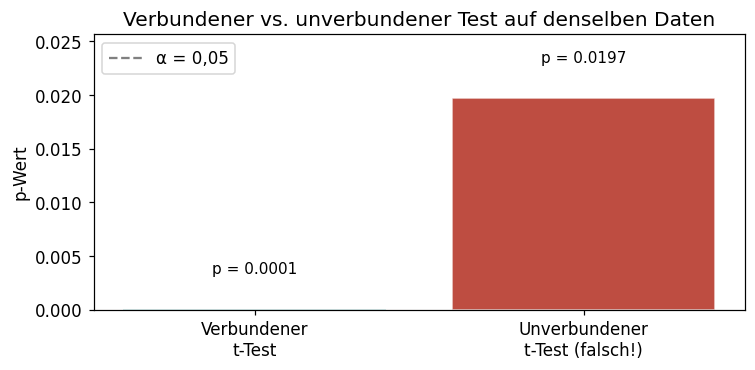 Verbundener vs. unverbundener Test auf denselben Daten
α = 0,05
p = 0.0197
p = 0.0001
p-Wert
0.025
0.020
0.015
0.010
0.005
0.000
Verbundener
t-Test
Unverbundener
t-Test (falsch!)